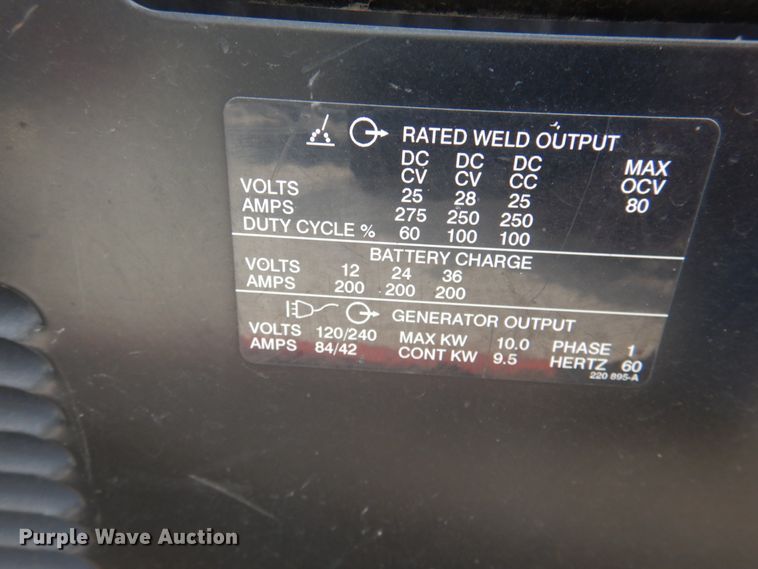 RATED WELD OUTPUT
DC DC DC
CV CV CC MAX OCV
VOLTS 25 28 25 80
AMPS 275 250 250
DUTY CYCLE % 60 100 100
BATTERY CHARGE
VOLTS 12 24 36
AMPS 200 200 200
GENERATOR OUTPUT
VOLTS 120/240 MAX KW 10.0 PHASE 1
AMPS 84/42 CONT KW 9.5 HERTZ 60
220 895-A
Purple Wave Auction